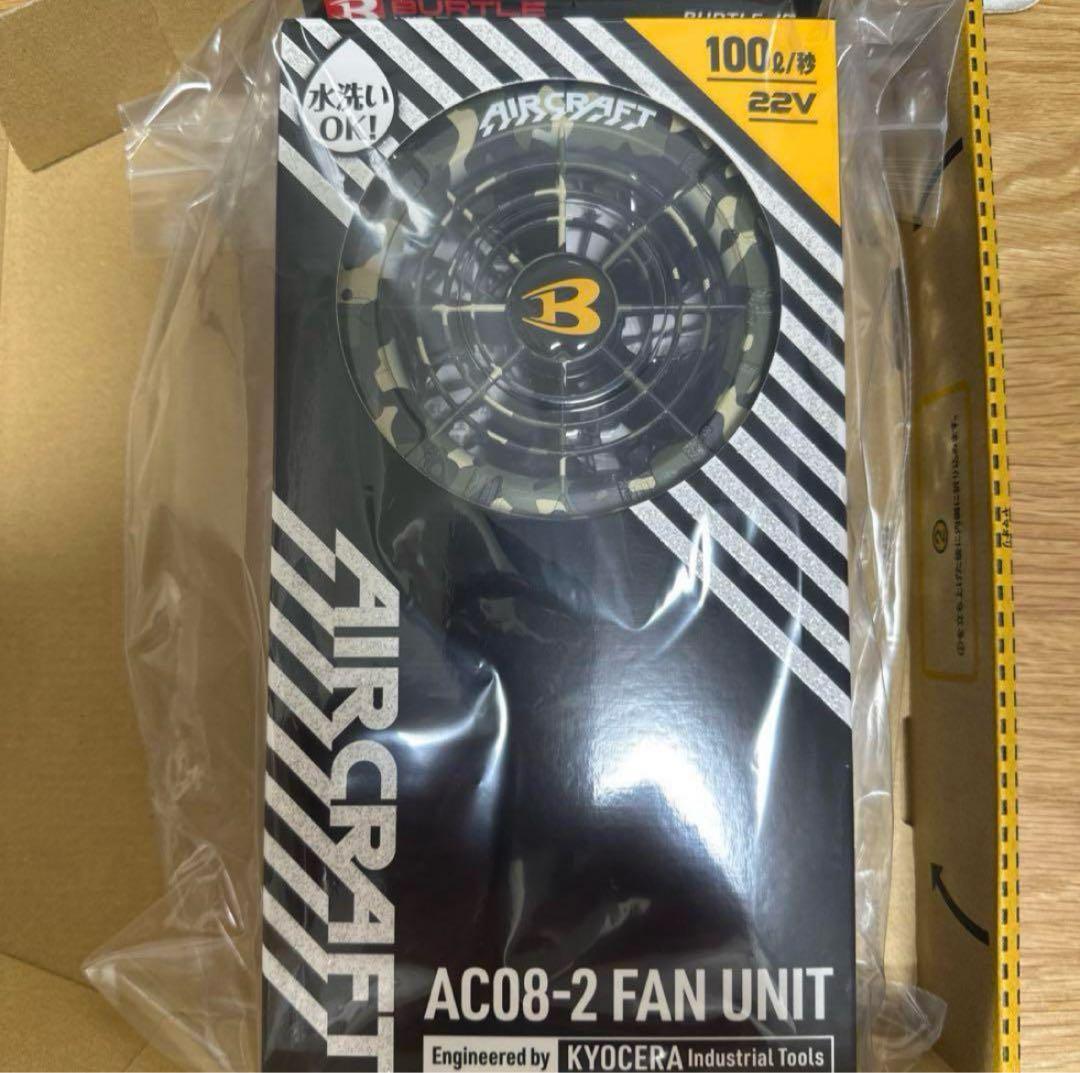 BURTLE
100ℓ/秒
22V
水洗い
OK!
AIRCRAFT
B
AIRCRAFT
AC08-2 FAN UNIT
Engineered by KYOCERA Industrial Tools
②